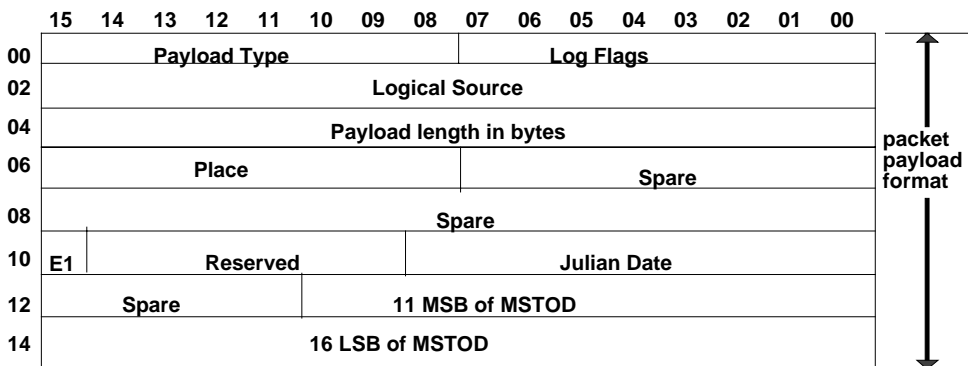 15 14 13 12 11 10 09 08 07 06 05 04 03 02 01 00
00 Payload Type Log Flags
02 Logical Source
04 Payload length in bytes
06 Place Spare
08 Spare
10 E1 Reserved Julian Date
12 Spare 11 MSB of MSTOD
14 16 LSB of MSTOD
packet
payload
format